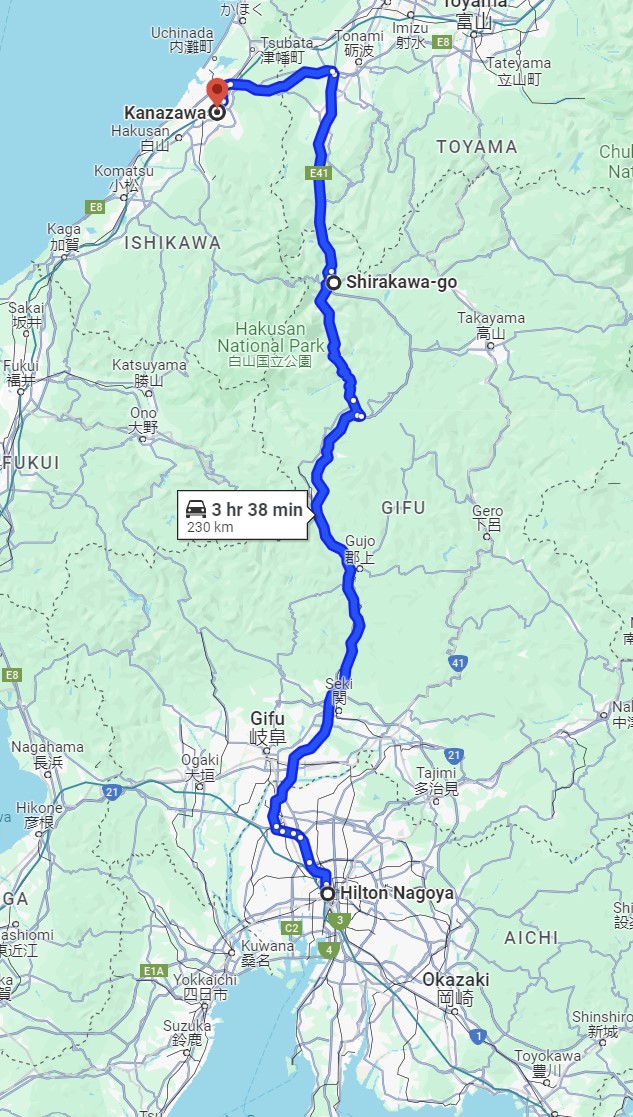 かほく
Toyama
富山
Uchinada
内灘町
Tsubata
津幡町
Tonami
砺波
Imizu
射水
E8
Tateyama
立山町
Kanazawa
Hakusan
白山
TOYAMA
Komatsu
小松
E41
E8
Kaga
加賀
ISHIKAWA
Shirakawa-go
Sakai
坂井
Hakusan
National Park
白山国立公園
Takayama
高山
Fukui
福井
Katsuyama
勝山
Ono
大野
FUKUI
3 hr 38 min
230 km
GIFU
Gero
下呂
Gujo
郡上
41
E8
Seki
関
Gifu
岐阜
Nagahama
長浜
Ogaki
大垣
21
Tajimi
多治見
21
Hikone
彦根
Hilton Nagoya
C2
3
4
AICHI
Kuwana
桑名
E1A
Yokkaichi
四日市
Okazaki
岡崎
Suzuka
鈴鹿
1
Shinshiro
新城
Toyokawa
豊川